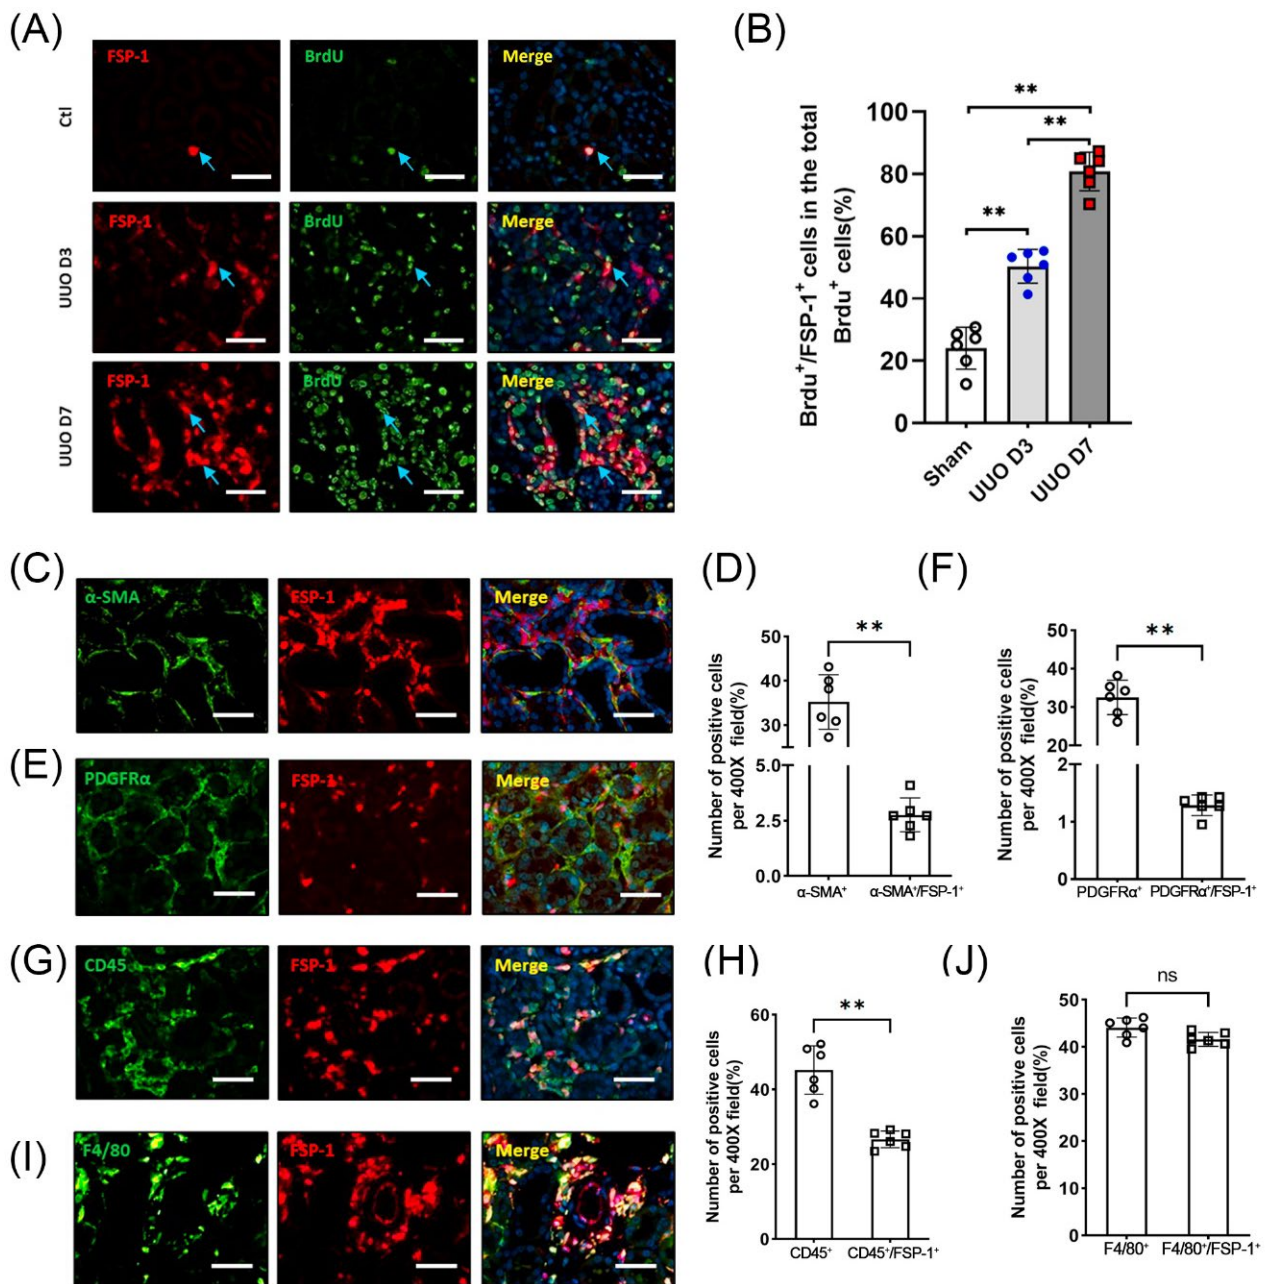 (A)
FSP-1 BrdU Merge
Ctl
FSP-1 BrdU Merge
UUO D3
FSP-1 BrdU Merge
UUO D7
(B)
Brdu⁺/FSP-1⁺ cells in the total
Brdu⁺ cells(%)
100
80
60
40
20
0
**
**
**
Sham UUO D3 UUO D7
(C)
α-SMA FSP-1 Merge
(D)
Number of positive cells
per 400X field(%)
50
40
30
5.0
2.5
0.0
**
α-SMA⁺ α-SMA⁺/FSP-1⁺
(F)
Number of positive cells
per 400X field(%)
50
40
30
20
2
1
0
**
PDGFRα⁺ PDGFRα⁺/FSP-1⁺
(E)
PDGFRα FSP-1 Merge
(G)
CD45 FSP-1 Merge
(H)
Number of positive cells
per 400X field(%)
60
40
20
0
**
CD45⁺ CD45⁺/FSP-1⁺
(J)
Number of positive cells
per 400X field(%)
50
40
30
20
10
0
ns
F4/80⁺ F4/80⁺/FSP-1⁺
(I)
F4/80 FSP-1 Merge